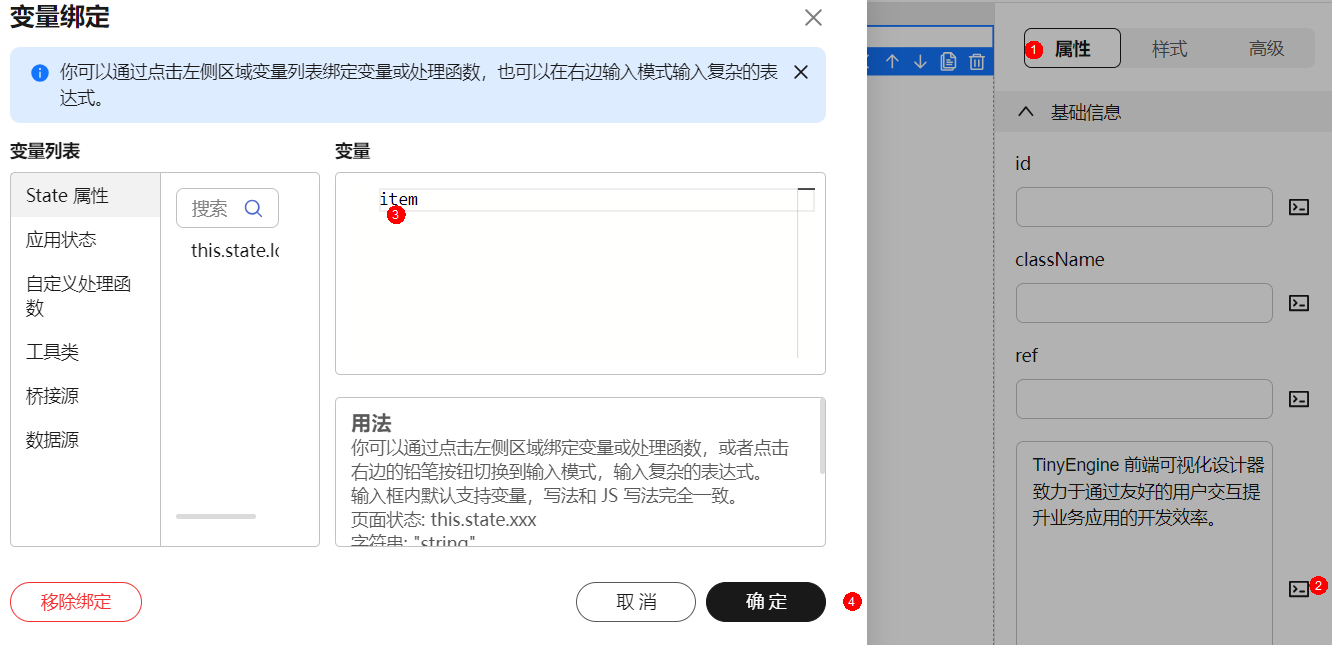 变量绑定
你可以通过点击左侧区域变量列表绑定变量或处理函数，也可以在右边输入模式输入复杂的表
达式。
变量列表
State 属性
应用状态
自定义处理函
数
工具类
桥接源
数据源
搜索
this.state.lo
变量
item
3
用法
你可以通过点击左侧区域绑定变量或处理函数，或者点击
右边的铅笔按钮切换到输入模式，输入复杂的表达式。
输入框内默认支持变量，写法和 JS 写法完全一致。
页面状态: this.state.xxx
字符串: "string"
移除绑定
取消
确定
4
1
属性
样式
高级
基础信息
id
className
ref
TinyEngine 前端可视化设计器
致力于通过友好的用户交互提
升业务应用的开发效率。
2